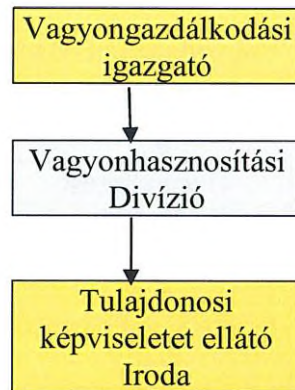 Vagyongazdálkodási
igazgató
Vagyonhasznosítási
Divízió
Tulajdonosi
képviseletet ellátó
Iroda